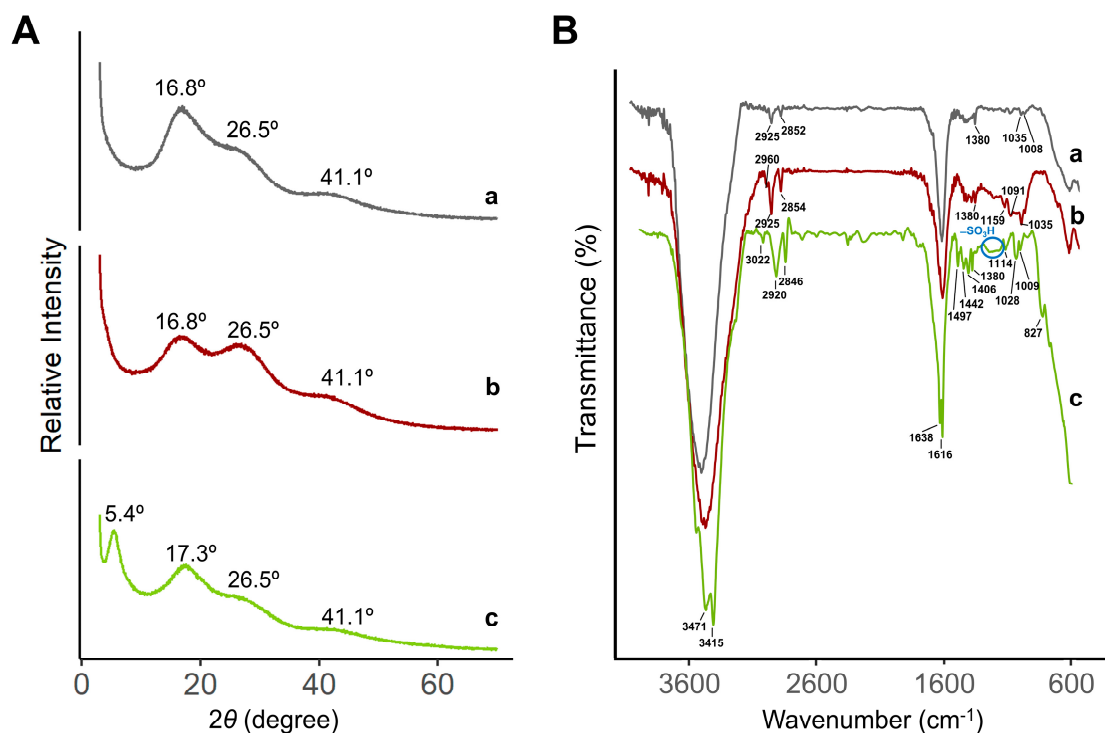 A
16.8º
26.5º
41.1º
a
16.8º
26.5º
41.1º
b
5.4º
17.3º
26.5º
41.1º
c
0 20 40 60
2θ (degree)
Relative Intensity
B
2925
2852
1380
1035
1008
a
2960
2925
2854
1380
1159
1091
1035
b
–SO₃H
3022
2920
2846
1497
1442
1406
1380
1114
1028
1009
827
c
1638
1616
3471
3415
3600 2600 1600 600
Wavenumber (cm⁻¹)
Transmittance (%)